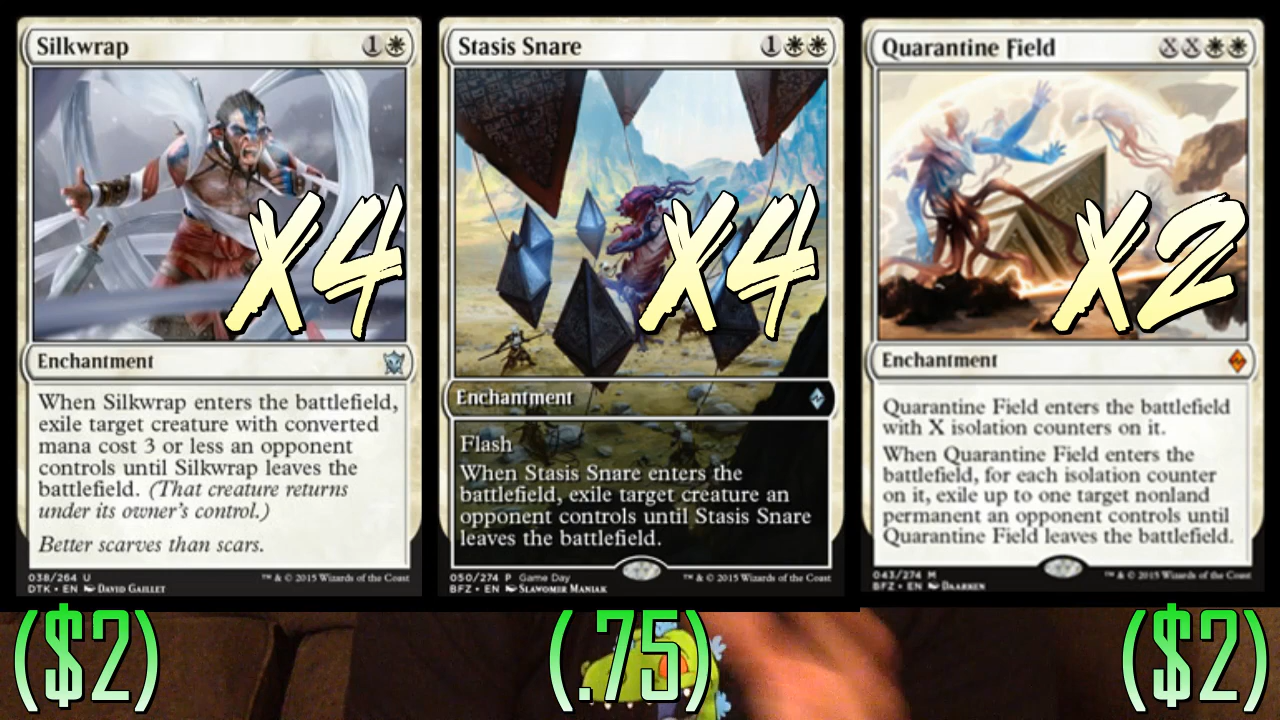 Silkwrap 1
X4
Enchantment
When Silkwrap enters the battlefield,
exile target creature with converted
mana cost 3 or less an opponent
controls until Silkwrap leaves the
battlefield. (That creature returns
under its owner's control.)
Better scarves than scars.
038/264 U
DTK • EN DAVID GAILLET
™ & © 2015 Wizards of the Coast
Stasis Snare 1
X4
Enchantment
Flash
When Stasis Snare enters the
battlefield, exile target creature an
opponent controls until Stasis Snare
leaves the battlefield.
050/274 P Game Day
BFZ • EN SLAWOMIR MANIAK
™ & © 2015 Wizards of the Coast
Quarantine Field X X
X2
Enchantment
Quarantine Field enters the battlefield
with X isolation counters on it.
When Quarantine Field enters the
battlefield, for each isolation counter
on it, exile up to one target nonland
permanent an opponent controls until
Quarantine Field leaves the battlefield.
043/274 M
BFZ • EN DAARKEN
™ & © 2015 Wizards of the Coast
($2)
(.75)
($2)